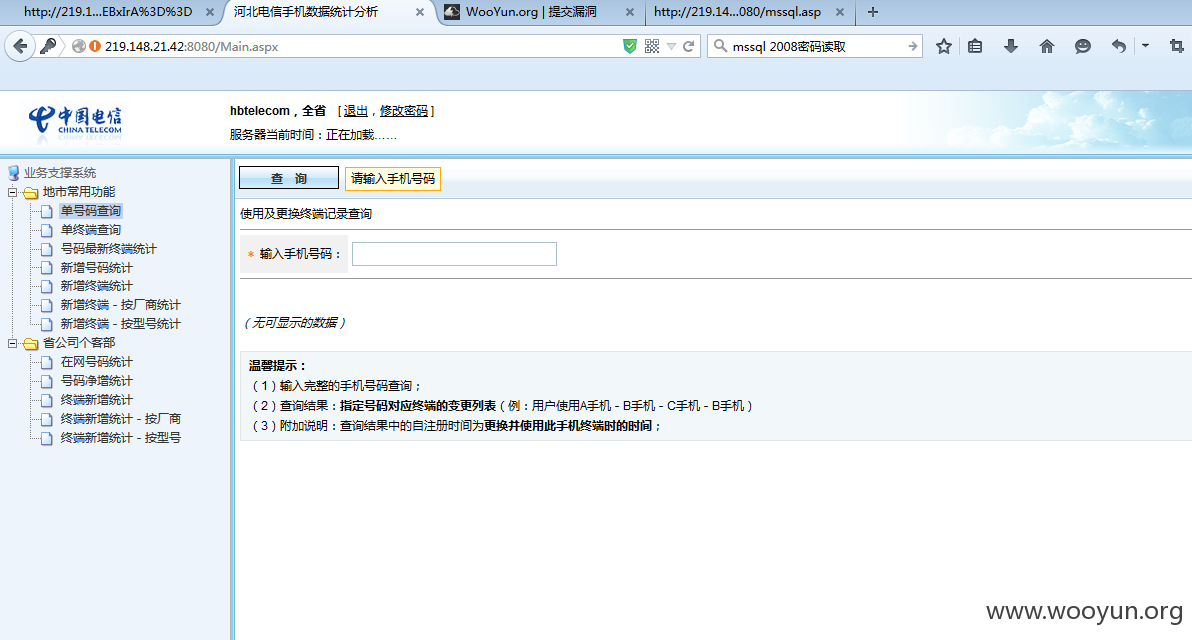 http://219.1...EBxIrA%3D%3D
河北电信手机数据统计分析
WooYun.org | 提交漏洞
http://219.14...080/mssql.asp
219.148.21.42:8080/Main.aspx
mssql 2008密码读取
中国电信
CHINA TELECOM
hbtelecom，全省 [ 退出，修改密码 ]
服务器当前时间：正在加载……
业务支撑系统
地市常用功能
单号码查询
单终端查询
号码最新终端统计
新增号码统计
新增终端统计
新增终端－按厂商统计
新增终端－按型号统计
省公司个客部
在网号码统计
号码净增统计
终端新增统计
终端新增统计－按厂商
终端新增统计－按型号
查 询
请输入手机号码
使用及更换终端记录查询
* 输入手机号码：
（无可显示的数据）
温馨提示：
（1）输入完整的手机号码查询；
（2）查询结果：指定号码对应终端的变更列表（例：用户使用A手机－B手机－C手机－B手机）
（3）附加说明：查询结果中的自注册时间为更换并使用此手机终端时的时间；
www.wooyun.org